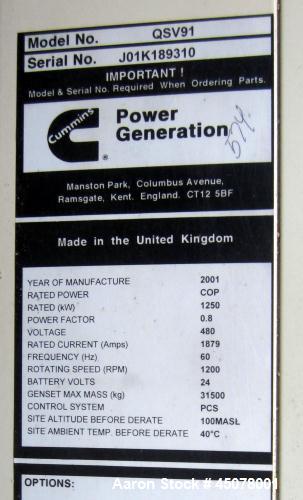 Model No. QSV91
Serial No. J01K189310
IMPORTANT !
Model & Serial No. Required When Ordering Parts.
Cummins
Power
Generation
®
Manston Park, Columbus Avenue,
Ramsgate, Kent. England. CT12 5BF
Made in the United Kingdom
YEAR OF MANUFACTURE 2001
RATED POWER COP
RATED (kW) 1250
POWER FACTOR 0.8
VOLTAGE 480
RATED CURRENT (Amps) 1879
FREQUENCY (Hz) 60
ROTATING SPEED (RPM) 1200
BATTERY VOLTS 24
GENSET MAX MASS (kg) 31500
CONTROL SYSTEM PCS
SITE ALTITUDE BEFORE DERATE 100MASL
SITE AMBIENT TEMP. BEFORE DERATE 40°C
OPTIONS:
Aaron Stock # 45078001